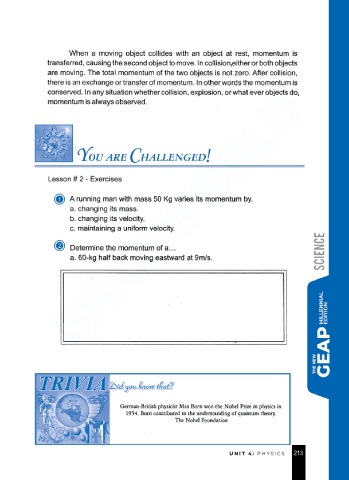 When a moving object collides with an object at rest, momentum is
transferred, causing the second object to move. In collision,either or both objects
are moving. The total momentum of the two objects is not zero. After collision,
there is an exchange or transfer of momentum. In other words the momentum is
conserved. In any situation whether collision, explosion, or what ever objects do,
momentum is always observed.
YOU ARE CHALLENGED!
Lesson # 2 - Exercises
1 A running man with mass 50 Kg varies its momentum by.
a. changing its mass.
b. changing its velocity.
c. maintaining a uniform velocity.
2 Determine the momentum of a...
a. 60-kg half back moving eastward at 9m/s.
SCIENCE
THE NEW GEAP MILLENNIAL EDITION
TRIVIA Did you know that?
German-British physicist Max Born won the Nobel Prize in physics in
1954. Born contributed to the understanding of quantum theory.
The Nobel Foundation
UNIT 4: PHYSICS 213